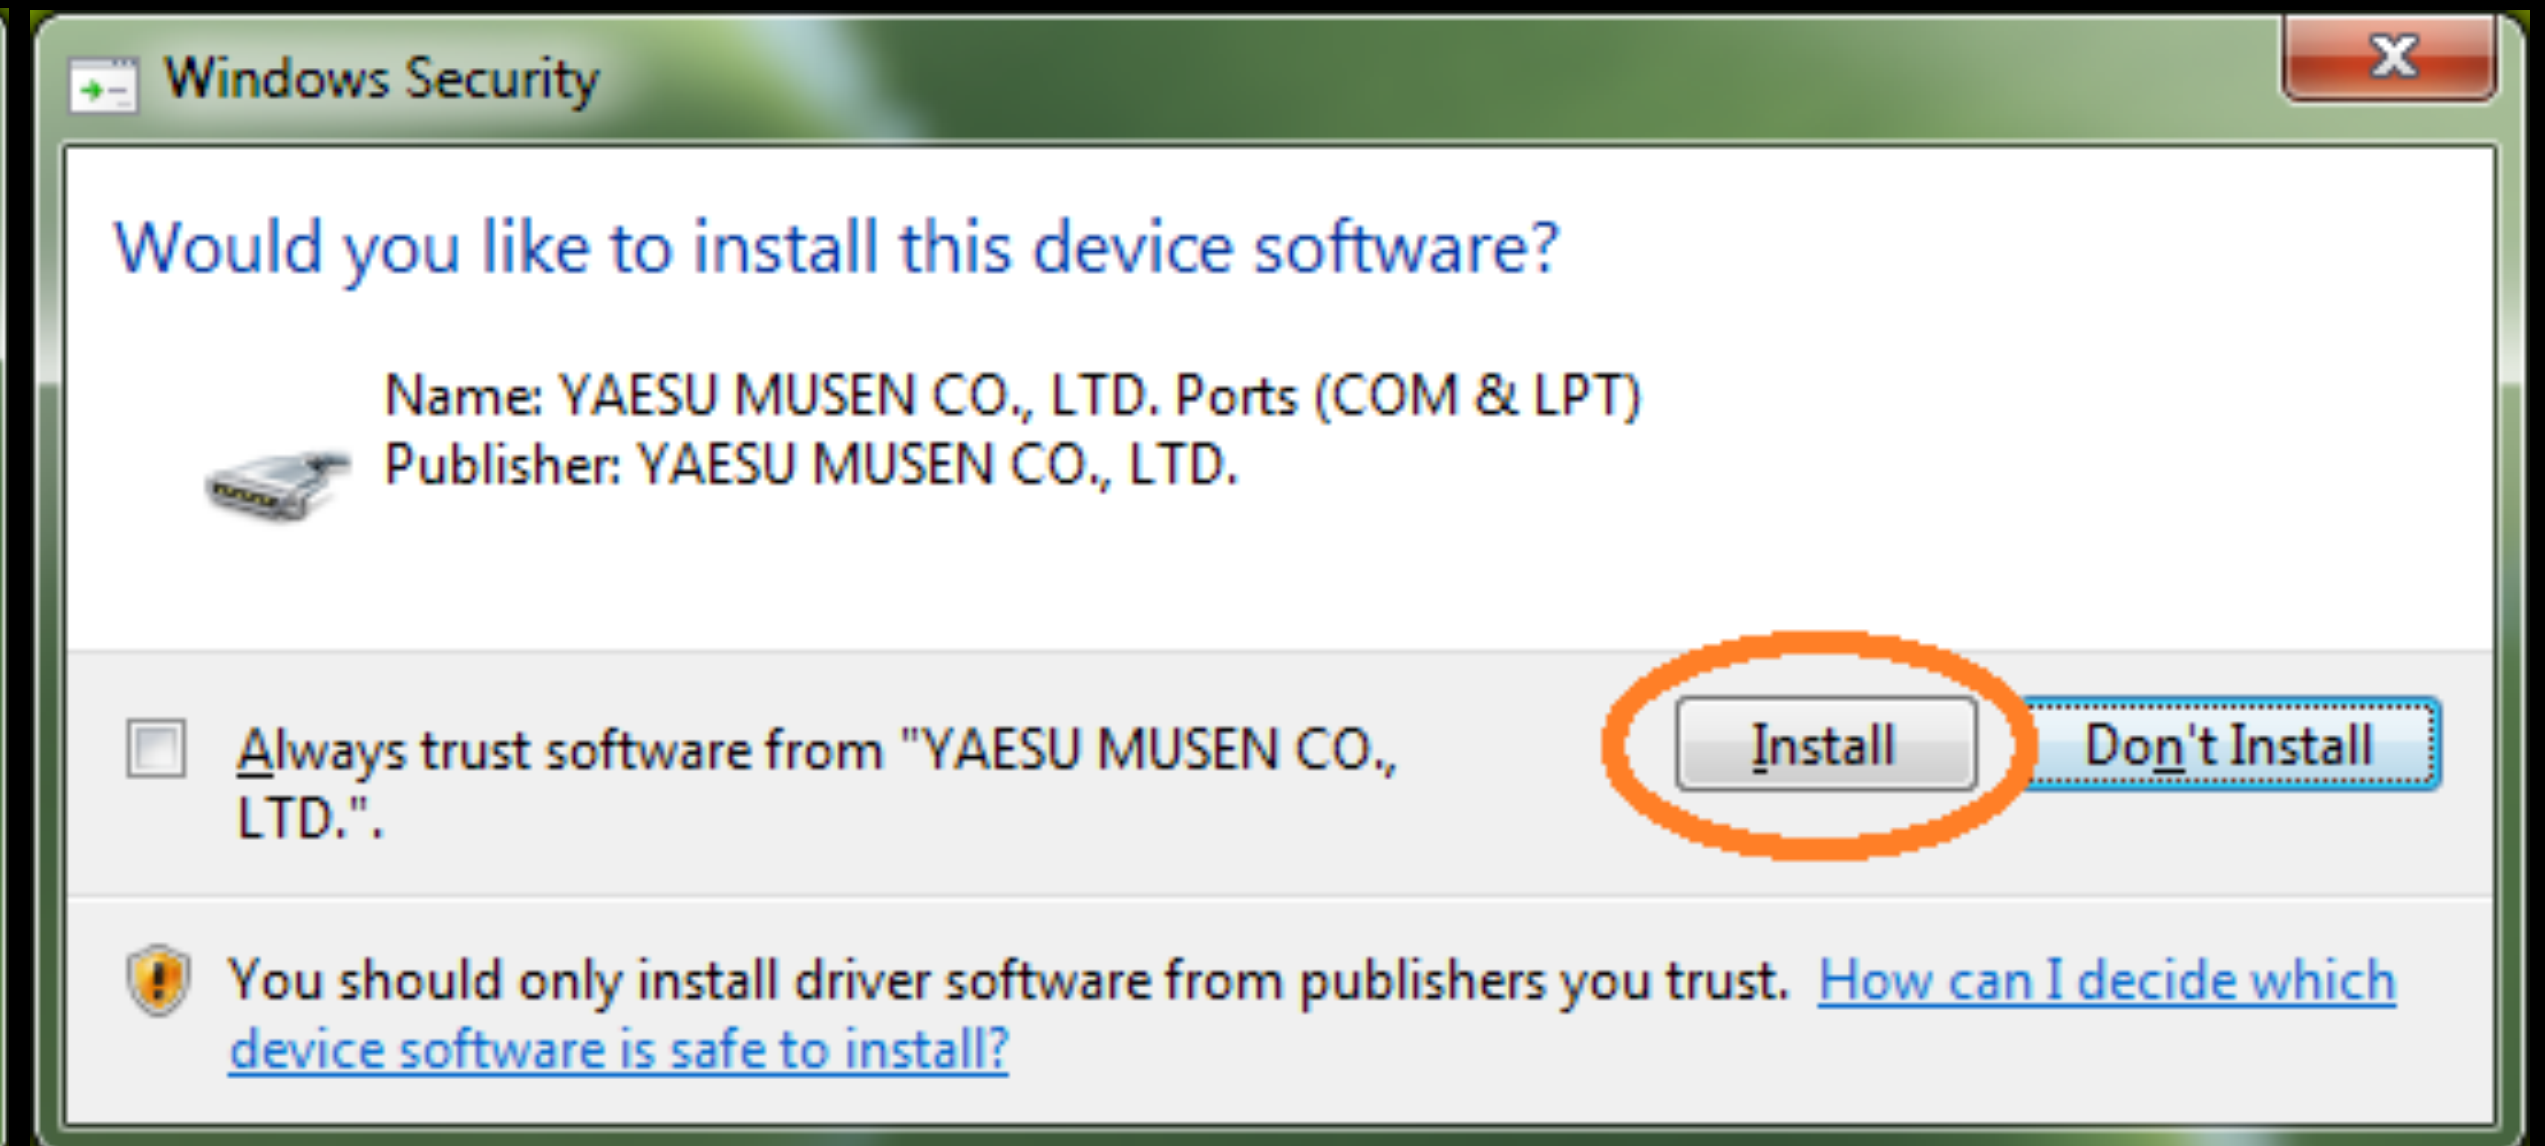 Windows Security
Would you like to install this device software?
Name: YAESU MUSEN CO., LTD. Ports (COM & LPT)
Publisher: YAESU MUSEN CO., LTD.
Always trust software from "YAESU MUSEN CO.,
LTD.".
Install
Don't Install
You should only install driver software from publishers you trust. How can I decide which
device software is safe to install?